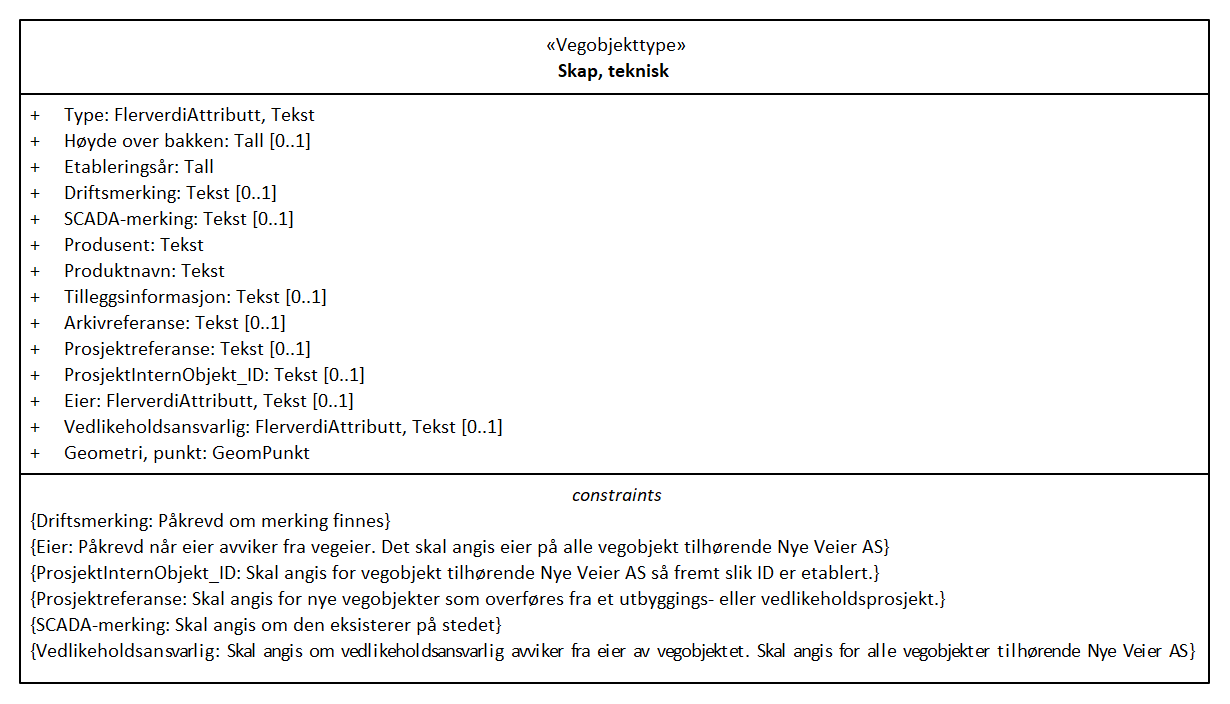 «Vegobjekttype»
Skap, teknisk
+ Type: FlerverdiAttributt, Tekst
+ Høyde over bakken: Tall [0..1]
+ Etableringsår: Tall
+ Driftsmerking: Tekst [0..1]
+ SCADA-merking: Tekst [0..1]
+ Produsent: Tekst
+ Produktnavn: Tekst
+ Tilleggsinformasjon: Tekst [0..1]
+ Arkivreferanse: Tekst [0..1]
+ Prosjektreferanse: Tekst [0..1]
+ ProsjektInternObjekt_ID: Tekst [0..1]
+ Eier: FlerverdiAttributt, Tekst [0..1]
+ Vedlikeholdsansvarlig: FlerverdiAttributt, Tekst [0..1]
+ Geometri, punkt: GeomPunkt
constraints
{Driftsmerking: Påkrevd om merking finnes}
{Eier: Påkrevd når eier avviker fra vegeier. Det skal angis eier på alle vegobjekt tilhørende Nye Veier AS}
{ProsjektInternObjekt_ID: Skal angis for vegobjekt tilhørende Nye Veier AS så fremt slik ID er etablert.}
{Prosjektreferanse: Skal angis for nye vegobjekter som overføres fra et utbyggings- eller vedlikeholdsprosjekt.}
{SCADA-merking: Skal angis om den eksisterer på stedet}
{Vedlikeholdsansvarlig: Skal angis om vedlikeholdsansvarlig avviker fra eier av vegobjektet. Skal angis for alle vegobjekter tilhørende Nye Veier AS}